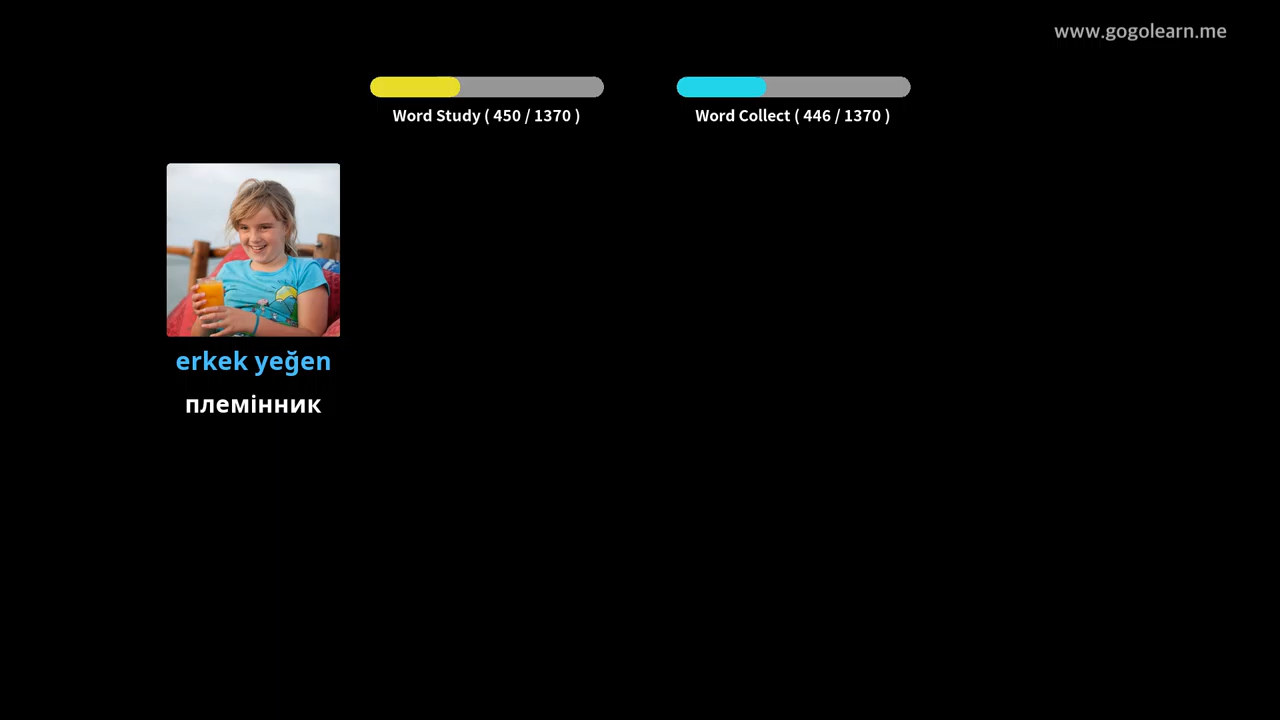 www.gogolearn.me
Word Study ( 450 / 1370 )
Word Collect ( 446 / 1370 )
erkek yeğen
племінник